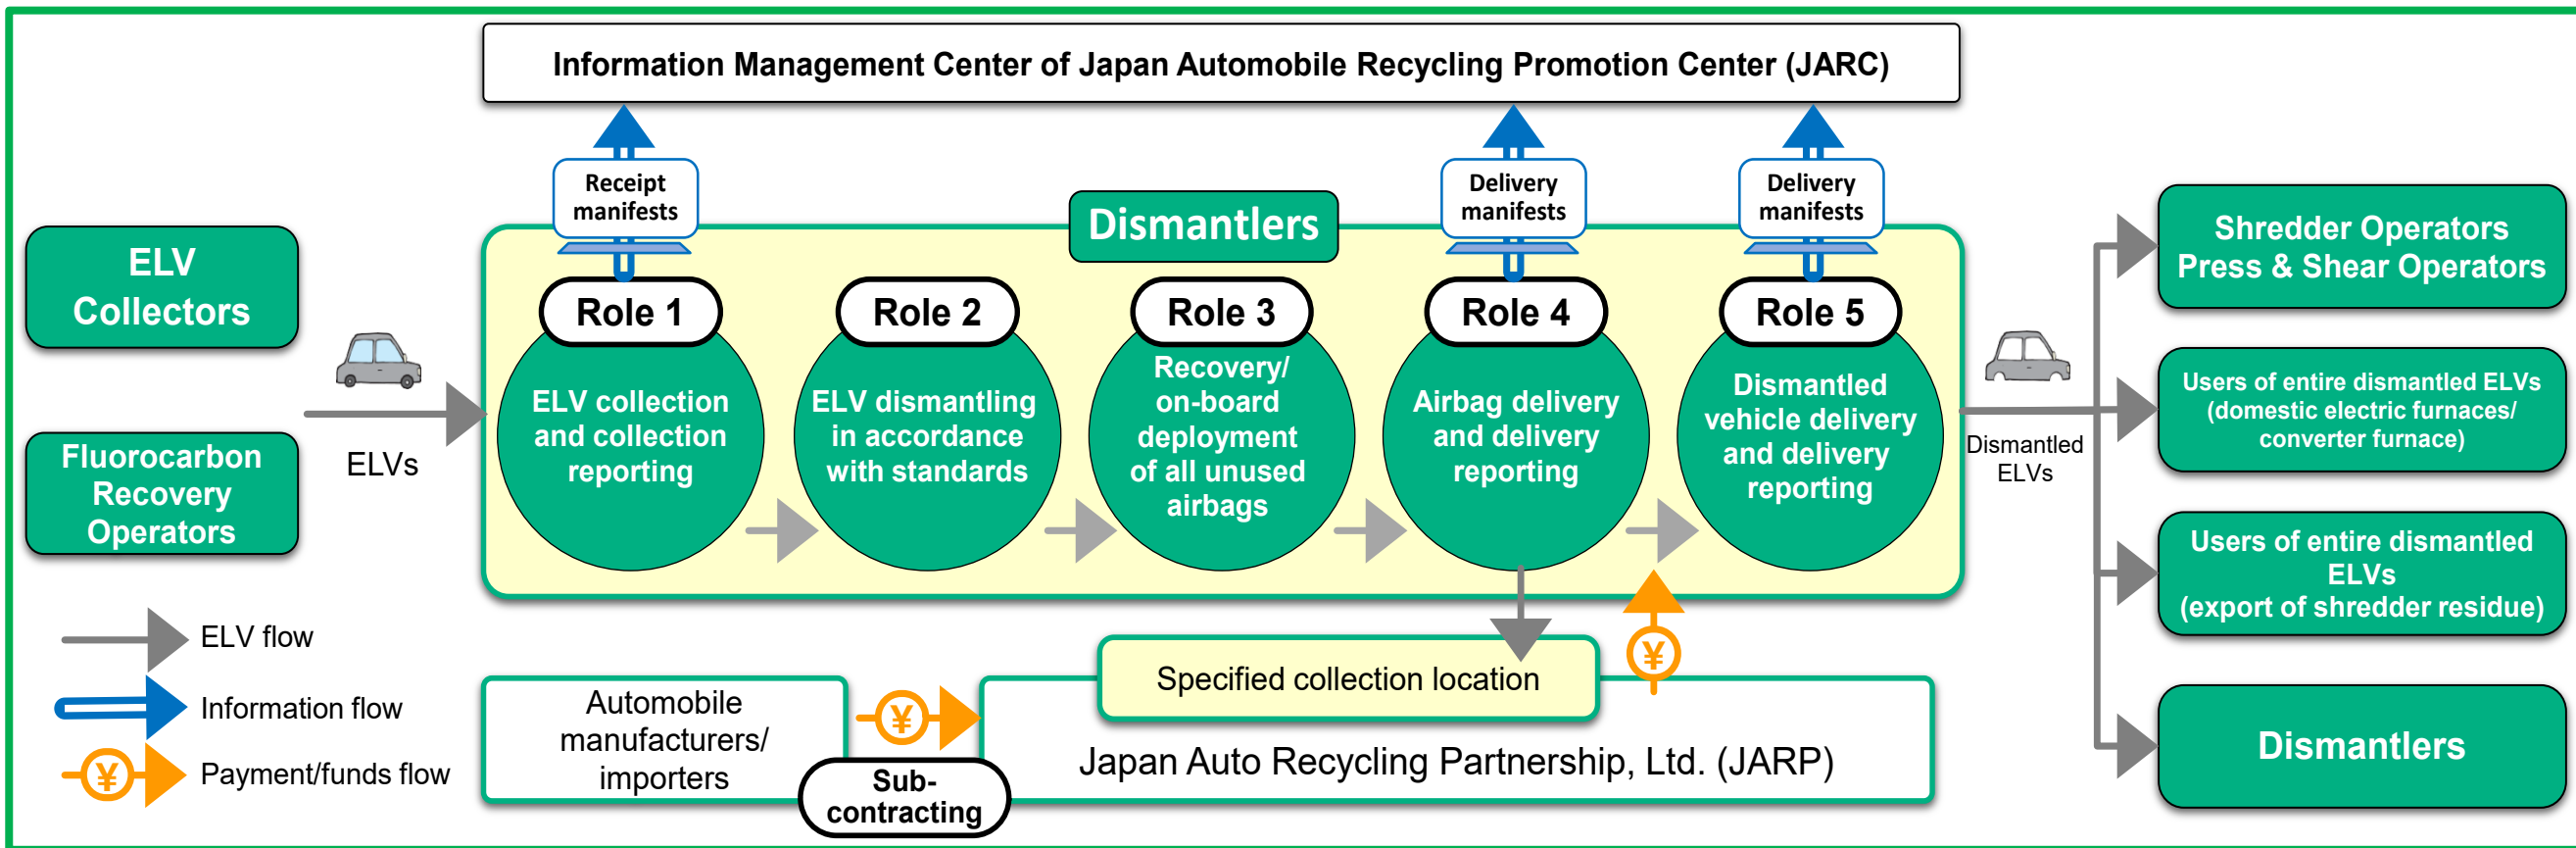 Information Management Center of Japan Automobile Recycling Promotion Center (JARC)
Receipt
manifests
Delivery
manifests
Delivery
manifests
Dismantlers
ELV
Collectors
Fluorocarbon
Recovery
Operators
ELVs
Role 1
ELV collection
and collection
reporting
Role 2
ELV dismantling
in accordance
with standards
Role 3
Recovery/
on-board
deployment
of all unused
airbags
Role 4
Airbag delivery
and delivery
reporting
Role 5
Dismantled
vehicle delivery
and delivery
reporting
Dismantled
ELVs
Shredder Operators
Press & Shear Operators
Users of entire dismantled ELVs
(domestic electric furnaces/
converter furnace)
Users of entire dismantled
ELVs
(export of shredder residue)
Dismantlers
ELV flow
Information flow
¥
Payment/funds flow
Automobile
manufacturers/
importers
¥
Sub-
contracting
Specified collection location
¥
Japan Auto Recycling Partnership, Ltd. (JARP)